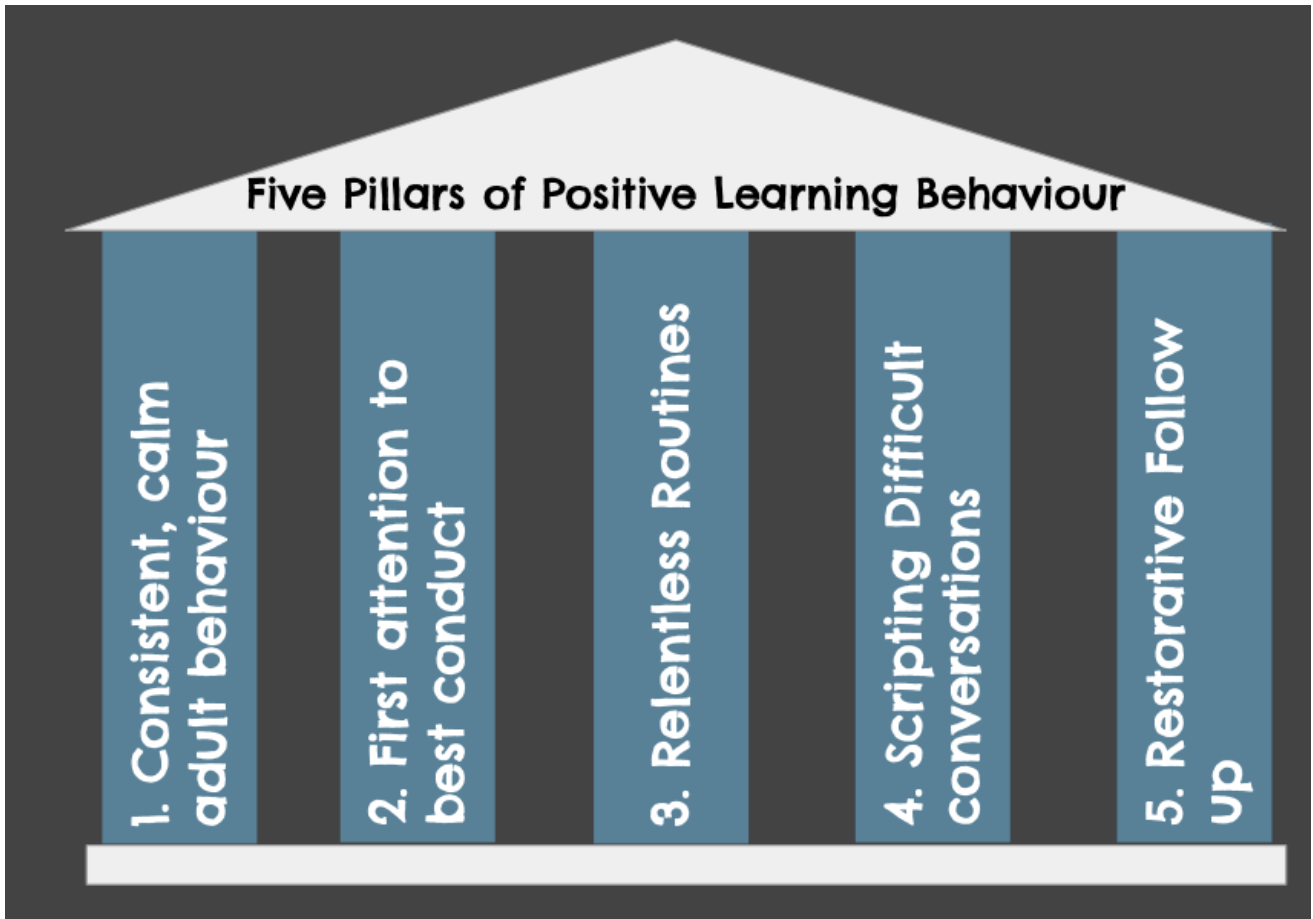 Five Pillars of Positive Learning Behaviour
1. Consistent, calm
adult behaviour
2. First attention to
best conduct
3. Relentless Routines
4. Scripting Difficult
conversations
5. Restorative Follow
up